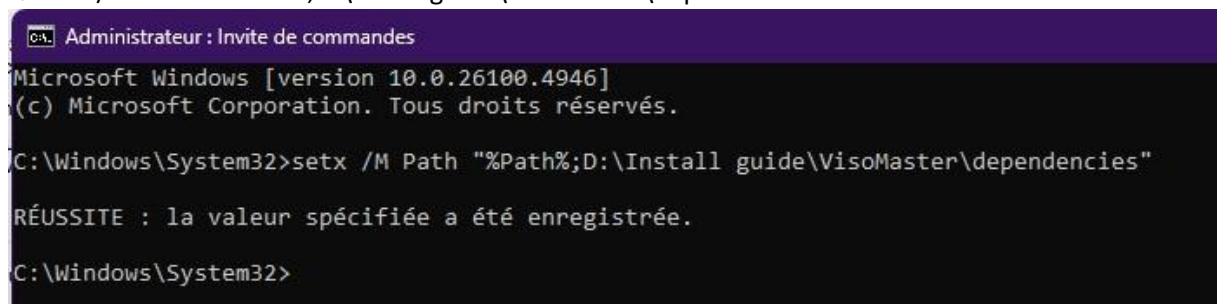 Administrateur : Invite de commandes
Microsoft Windows [version 10.0.26100.4946]
(c) Microsoft Corporation. Tous droits réservés.
C:\Windows\System32>setx /M Path "%Path%;D:\Install guide\VisoMaster\dependencies"
RÉUSSITE : la valeur spécifiée a été enregistrée.
C:\Windows\System32>